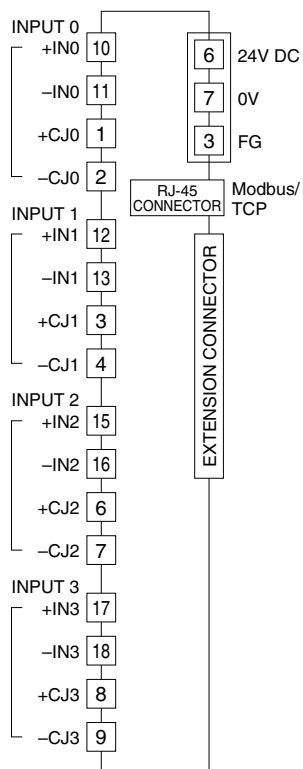 INPUT 0
+IN0 10
–IN0 11
+CJ0 1
–CJ0 2
INPUT 1
+IN1 12
–IN1 13
+CJ1 3
–CJ1 4
INPUT 2
+IN2 15
–IN2 16
+CJ2 6
–CJ2 7
INPUT 3
+IN3 17
–IN3 18
+CJ3 8
–CJ3 9
6 24V DC
7 0V
3 FG
RJ-45
CONNECTOR
Modbus/
TCP
EXTENSION CONNECTOR